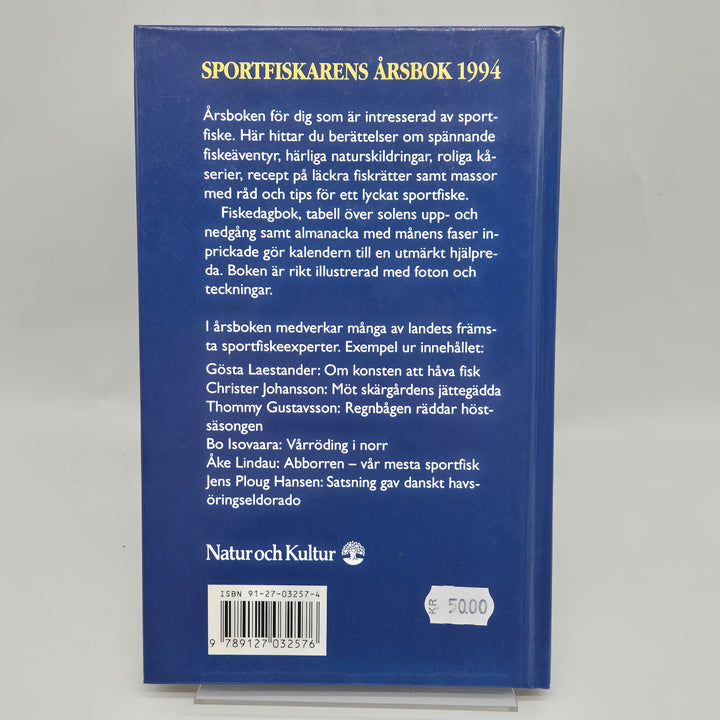 SPORTFISKARENS ÅRSBOK 1994
Årsboken för dig som är intresserad av sport-
fiske. Här hittar du berättelser om spännande
fiskeäventyr, härliga naturskildringar, roliga kå-
serier, recept på läckra fiskrätter samt massor
med råd och tips för ett lyckat sportfiske.
Fiskedagbok, tabell över solens upp- och
nedgång samt almanacka med månens faser in-
prickade gör kalendern till en utmärkt hjälpre-
da. Boken är rikt illustrerad med foton och
teckningar.
I årsboken medverkar många av landets främs-
ta sportfiskeexperter. Exempel ur innehållet:
Gösta Laestander: Om konsten att håva fisk
Christer Johansson: Möt skärgårdens jättegädda
Thommy Gustavsson: Regnbågen räddar höst-
säsongen
Bo Isovaara: Vårröding i norr
Åke Lindau: Abborren – vår mesta sportfisk
Jens Ploug Hansen: Satsning gav danskt havs-
öringseldorado
Natur och Kultur
ISBN 91-27-03257-4
9 789127 032576
KR 50.00